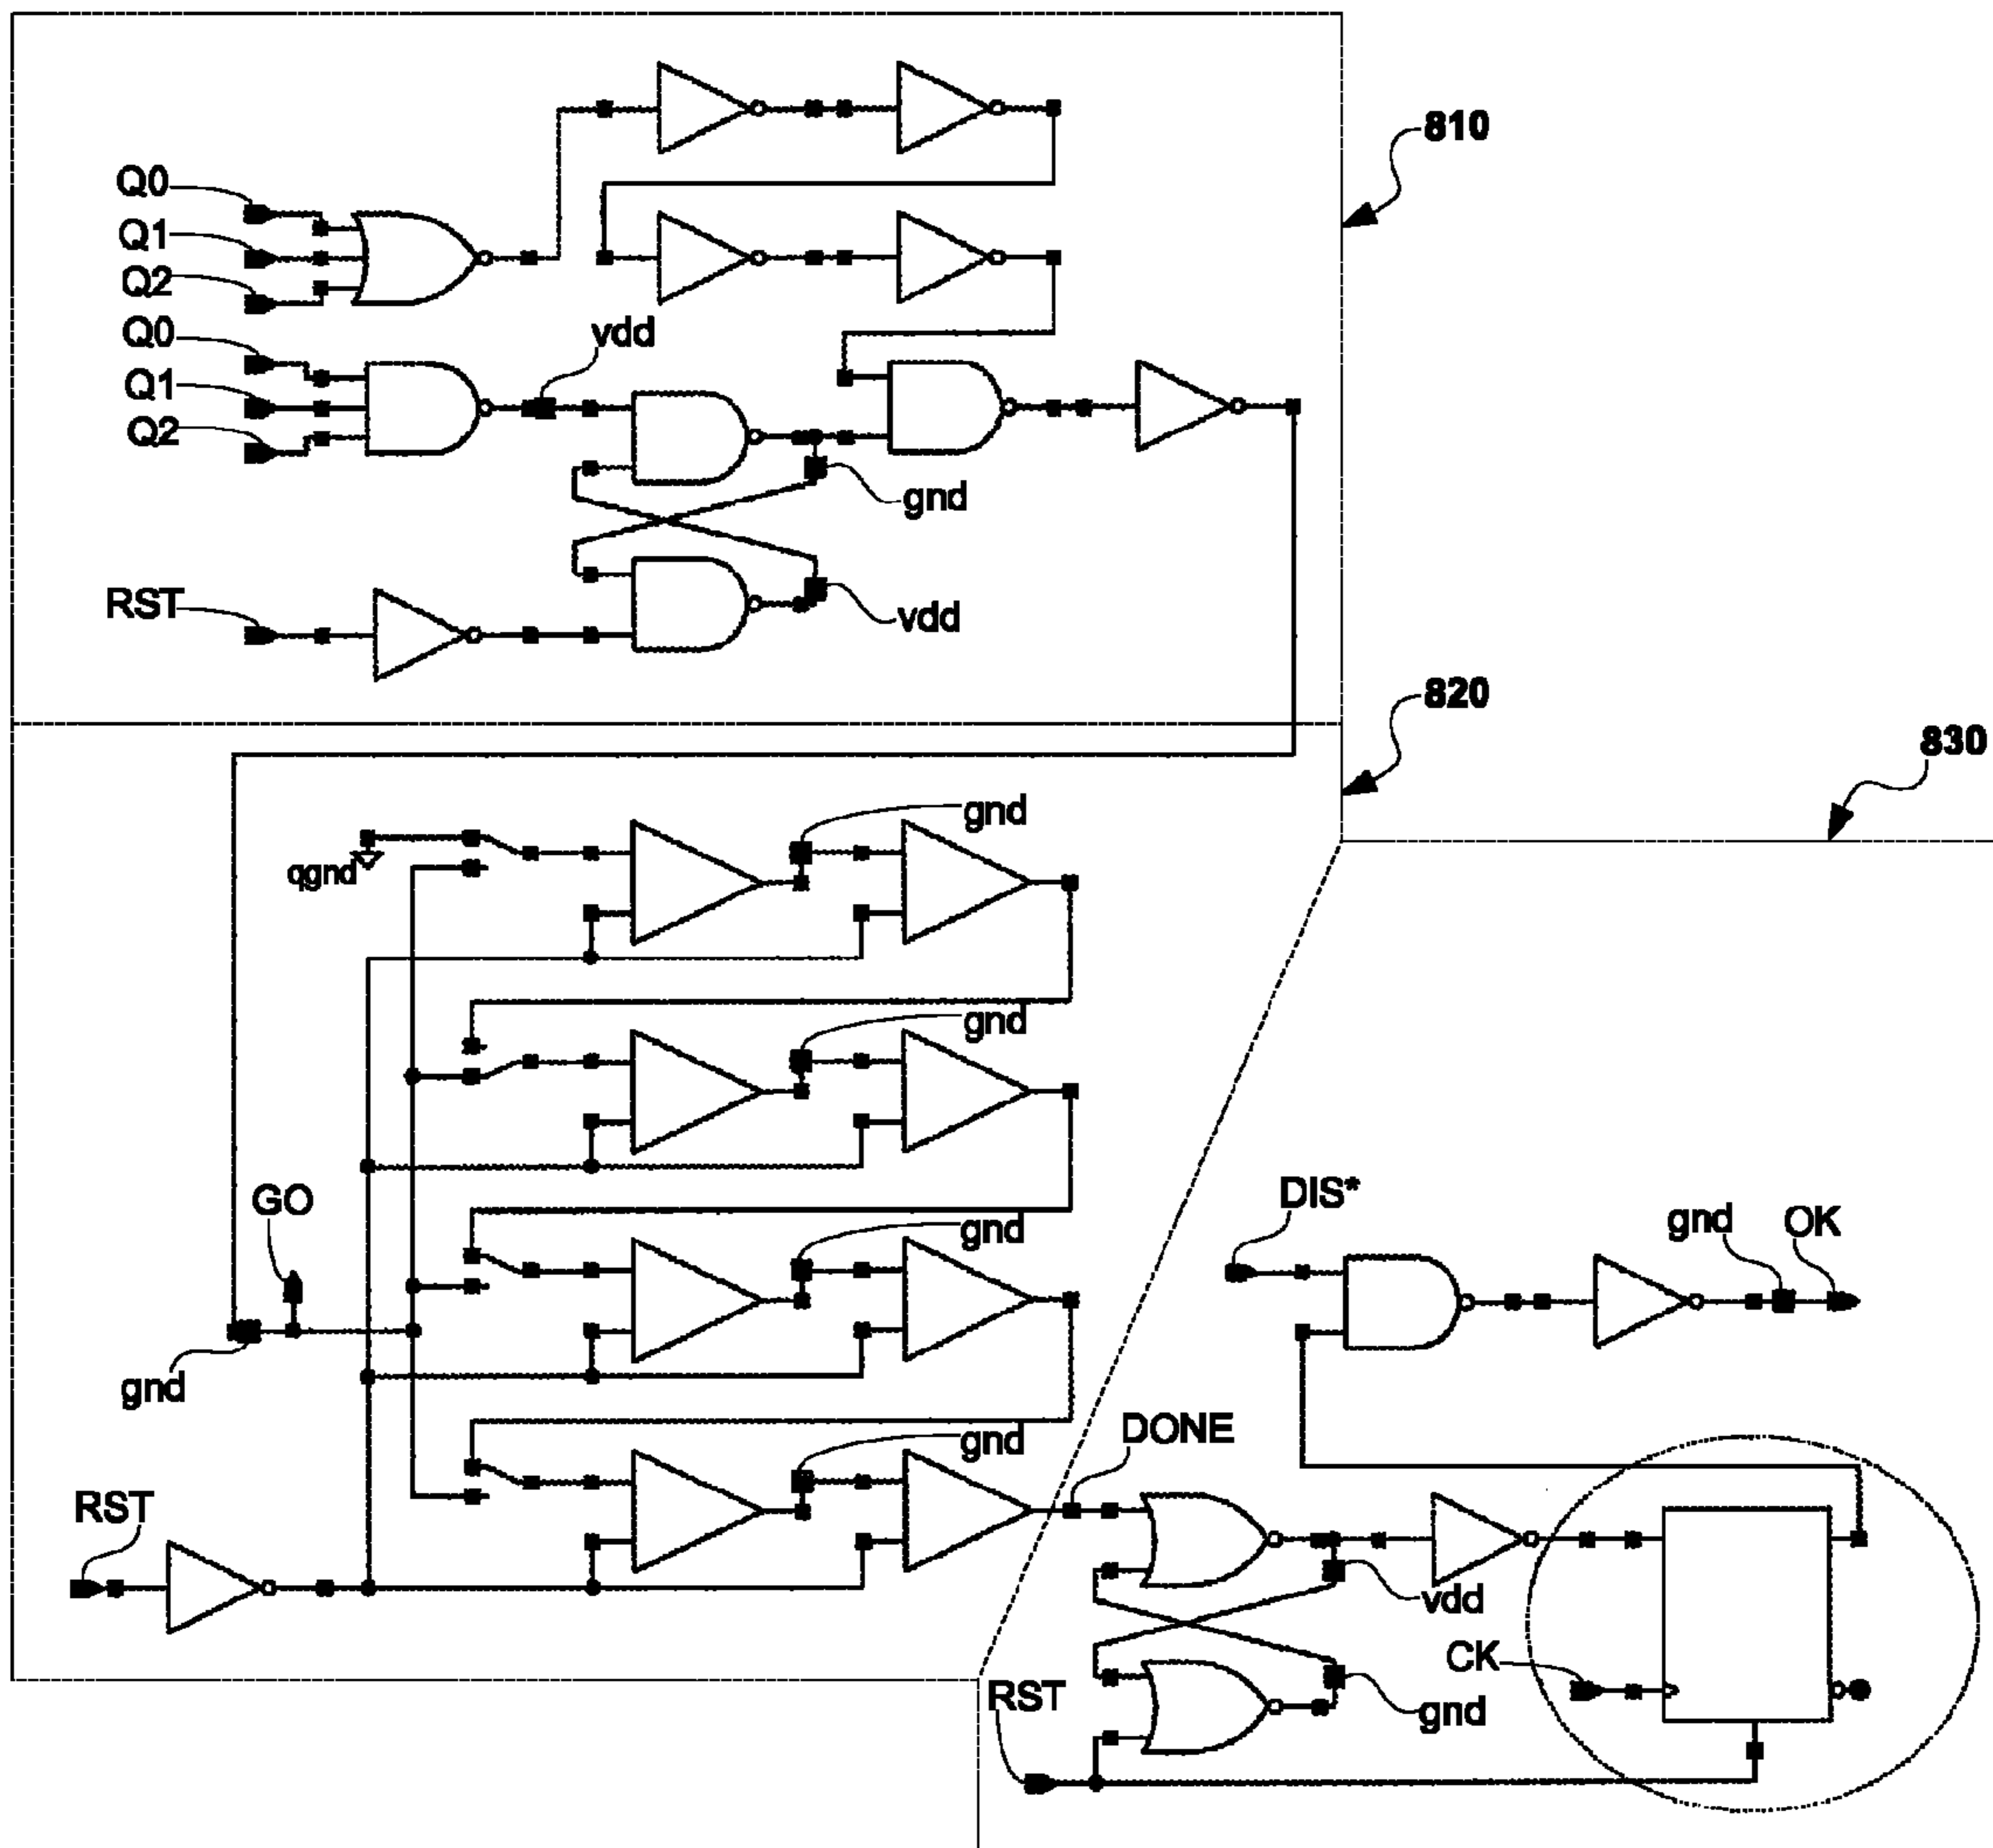 810
Q0
Q1
Q2
Q0
vdd
Q1
Q2
gnd
RST
vdd
820
830
gnd
qgnd
gnd
GO
DIS*
gnd
gnd
OK
gnd
gnd
DONE
RST
vdd
CK
RST
gnd